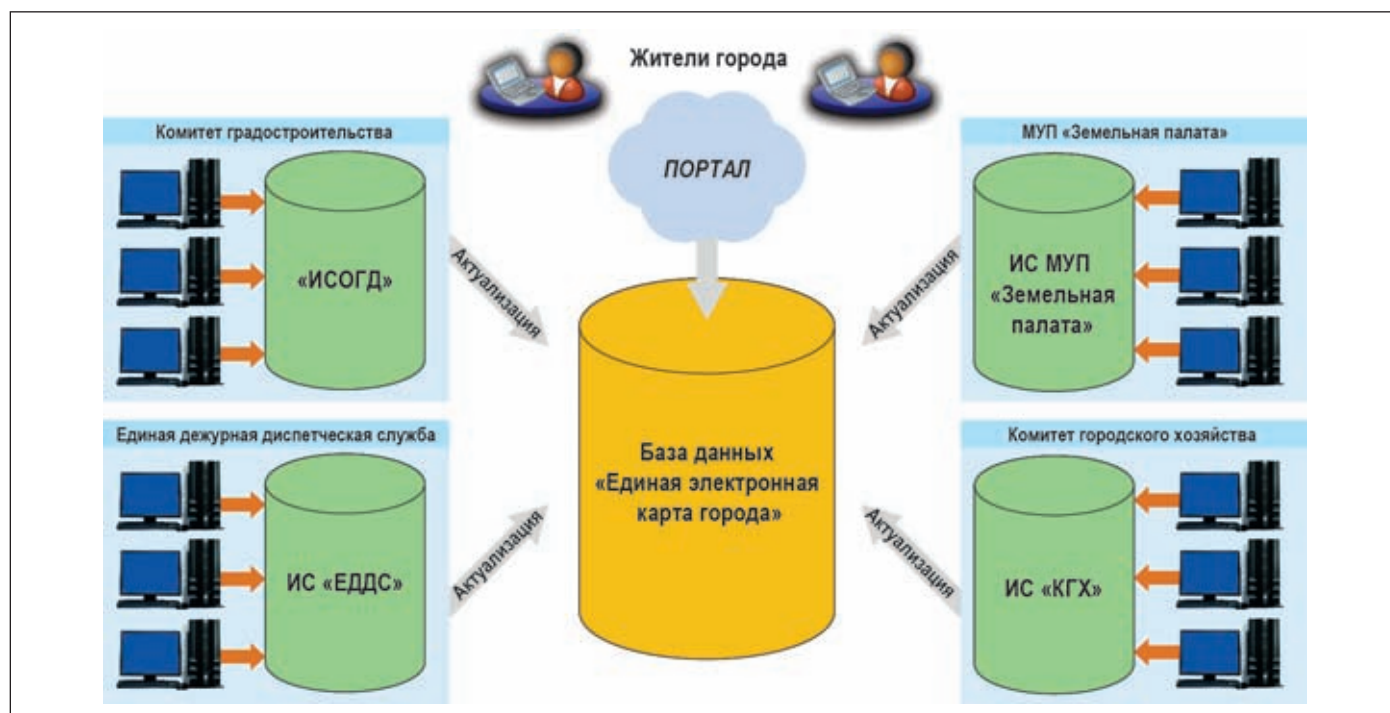 Жители города
ПОРТАЛ
Комитет градостроительства
«ИСОГД»
Актуализация
МУП «Земельная палата»
ИС МУП
«Земельная
палата»
Актуализация
База данных
«Единая электронная
карта города»
Единая дежурная диспетческая служба
ИС «ЕДДС»
Актуализация
Комитет городского хозяйства
ИС «КГХ»
Актуализация